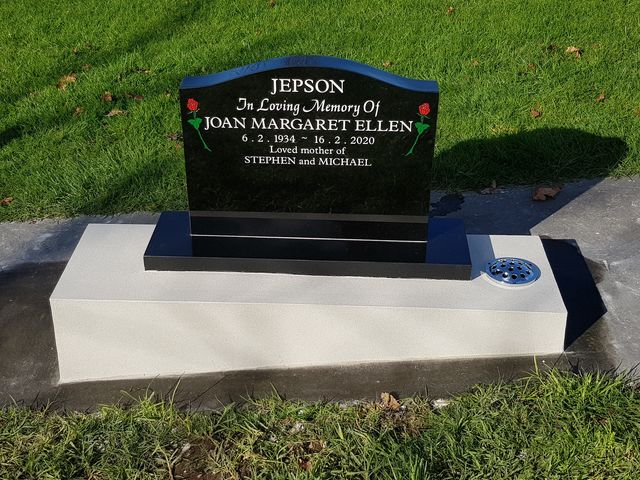 JEPSON
In Loving Memory Of
JOAN MARGARET ELLEN
6 . 2 . 1934 ~ 16 . 2 . 2020
Loved mother of
STEPHEN and MICHAEL